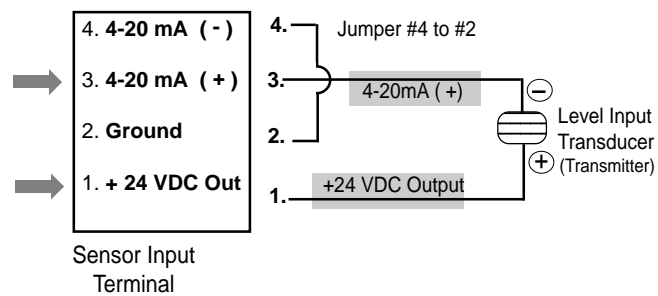 4. 4-20 mA ( - )
3. 4-20 mA ( + )
2. Ground
1. + 24 VDC Out
Sensor Input
Terminal
4.
3.
2.
1.
Jumper #4 to #2
4-20mA ( +)
+24 VDC Output
−
+
Level Input
Transducer
(Transmitter)